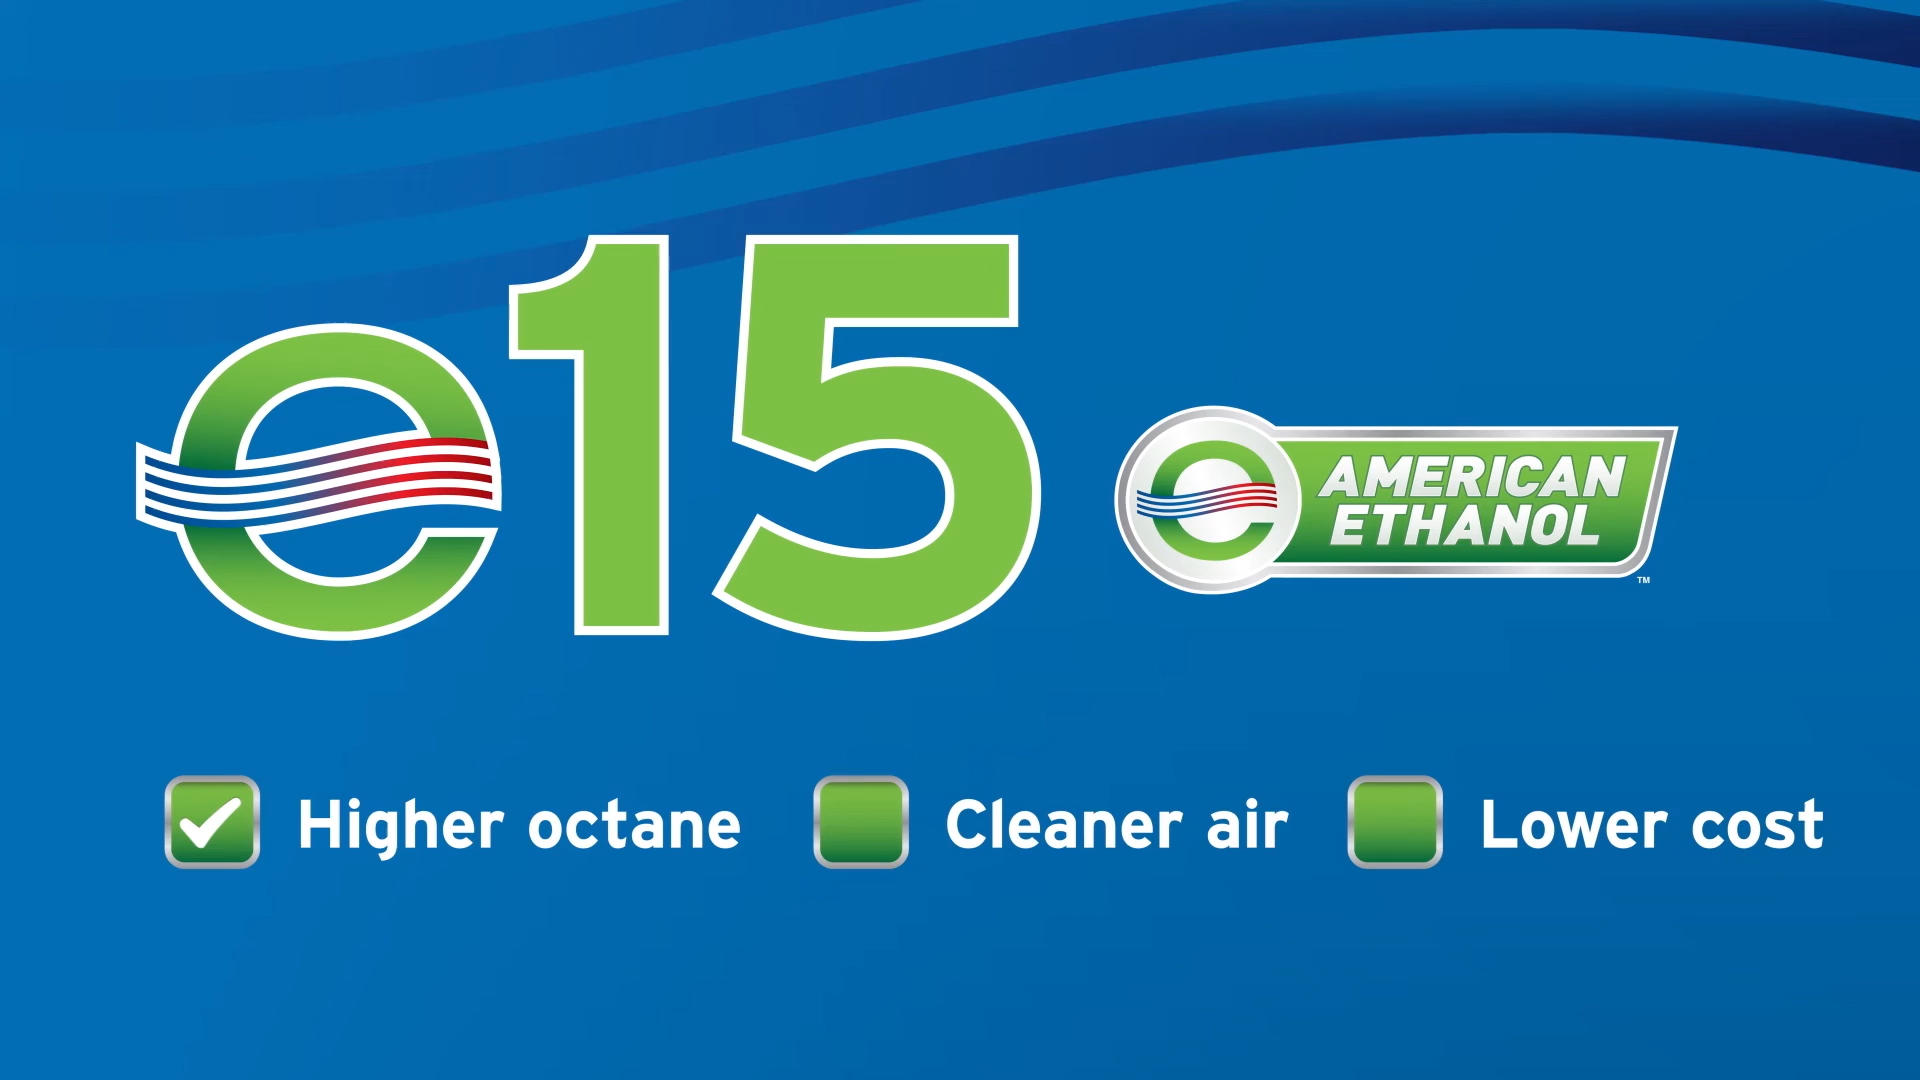 e15
AMERICAN
ETHANOL
TM
Higher octane
Cleaner air
Lower cost